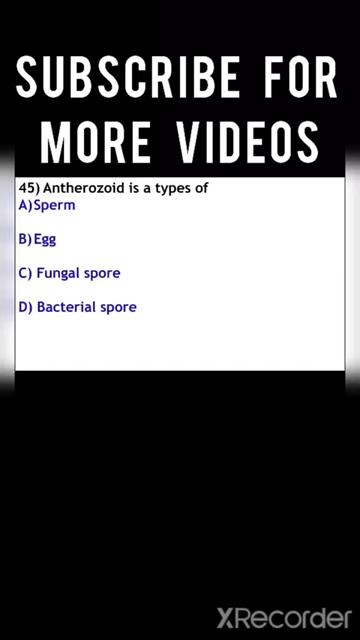 SUBSCRIBE FOR
MORE VIDEOS
45) Antherozoid is a types of
A)Sperm
B)Egg
C) Fungal spore
D) Bacterial spore
XRecorder